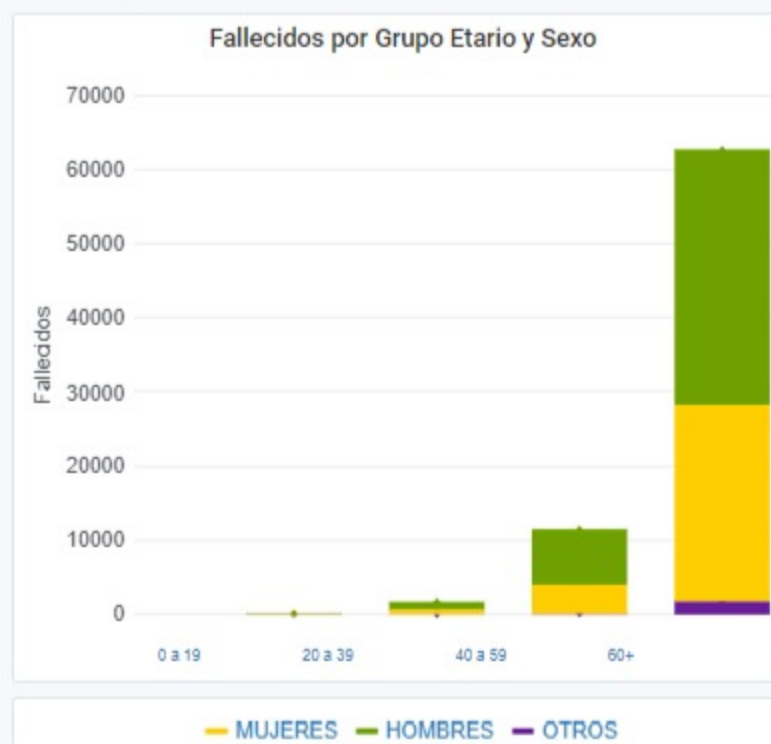 Fallecidos por Grupo Etario y Sexo
70000
60000
50000
40000
30000
20000
10000
0
Fallecidos
0 a 19 20 a 39 40 a 59 60+
MUJERES HOMBRES OTROS